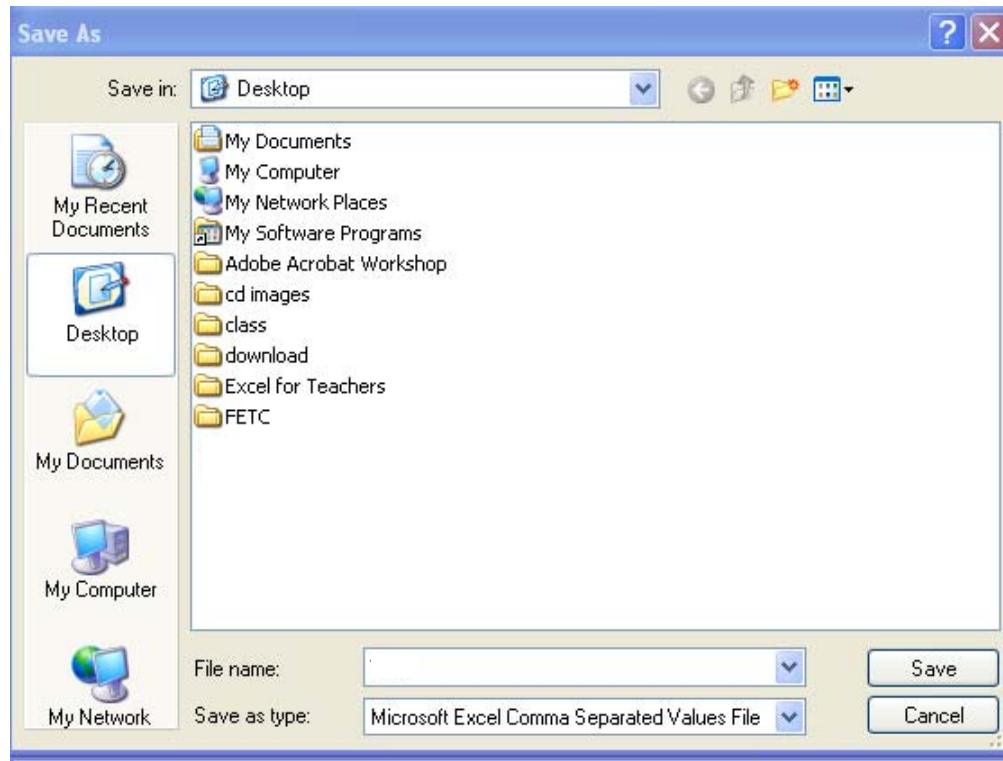 Save As
Save in:
Desktop
My Recent
Documents
Desktop
My Documents
My Computer
My Network
My Documents
My Computer
My Network Places
My Software Programs
Adobe Acrobat Workshop
cd images
class
download
Excel for Teachers
FETC
File name:
Save
Save as type:
Microsoft Excel Comma Separated Values File
Cancel